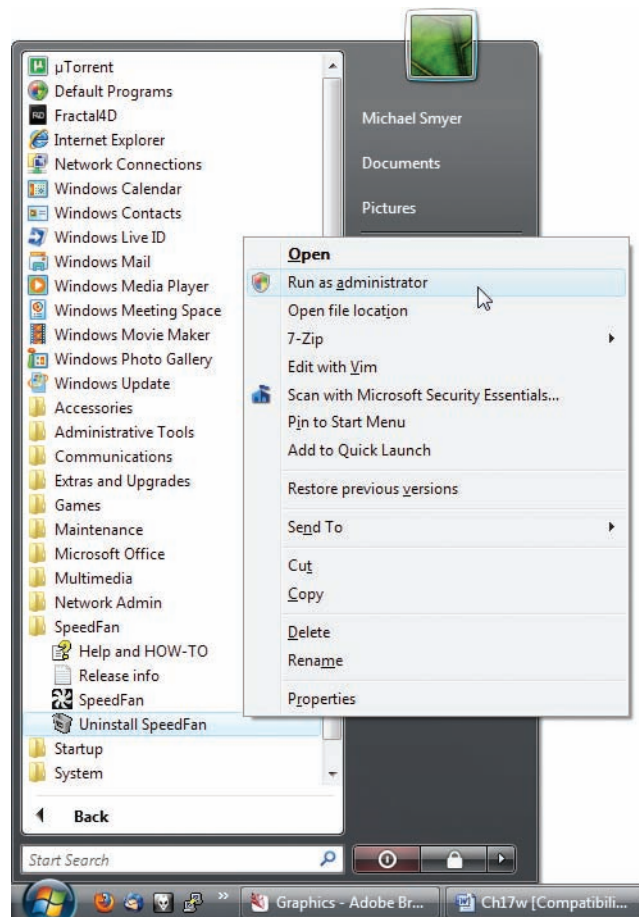 µTorrent
Default Programs
Fractal4D
Internet Explorer
Network Connections
Windows Calendar
Windows Contacts
Windows Live ID
Windows Mail
Windows Media Player
Windows Meeting Space
Windows Movie Maker
Windows Photo Gallery
Windows Update
Accessories
Administrative Tools
Communications
Extras and Upgrades
Games
Maintenance
Microsoft Office
Multimedia
Network Admin
SpeedFan
Help and HOW-TO
Release info
SpeedFan
Uninstall SpeedFan
Startup
System
Back
Start Search
Michael Smyer
Documents
Pictures
Open
Run as administrator
Open file location
7-Zip
Edit with Vim
Scan with Microsoft Security Essentials...
Pin to Start Menu
Add to Quick Launch
Restore previous versions
Send To
Cut
Copy
Delete
Rename
Properties
Graphics - Adobe Br...
Ch17w [Compatibili...